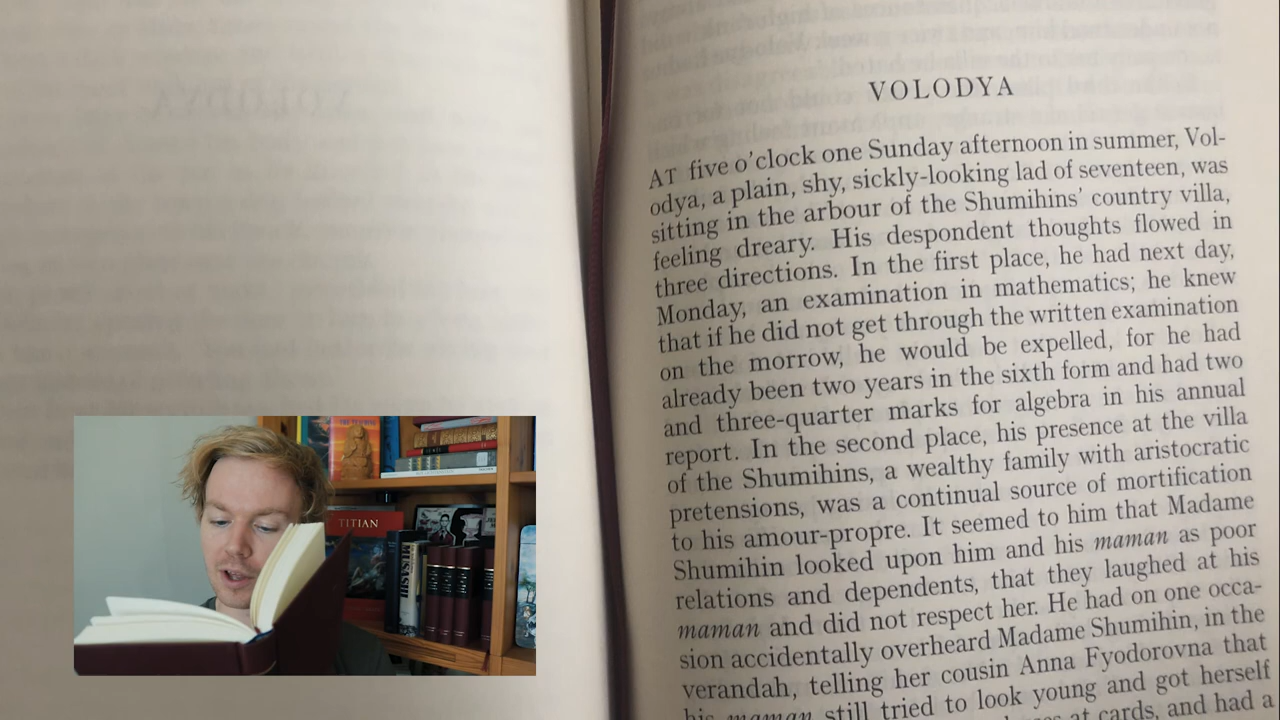 VOLODYA
AT five o'clock one Sunday afternoon in summer, Vol-
odya, a plain, shy, sickly-looking lad of seventeen, was
sitting in the arbour of the Shumihins' country villa,
feeling dreary. His despondent thoughts flowed in
three directions. In the first place, he had next day,
Monday, an examination in mathematics; he knew
that if he did not get through the written examination
on the morrow, he would be expelled, for he had
already been two years in the sixth form and had two
and three-quarter marks for algebra in his annual
report. In the second place, his presence at the villa
of the Shumihins, a wealthy family with aristocratic
pretensions, was a continual source of mortification
to his amour-propre. It seemed to him that Madame
Shumihin looked upon him and his maman as poor
relations and dependents, that they laughed at his
maman and did not respect her. He had on one occa-
sion accidentally overheard Madame Shumihin, in the
verandah, telling her cousin Anna Fyodorovna that
his maman still tried to look young and got herself
at cards, and had a
TITIAN